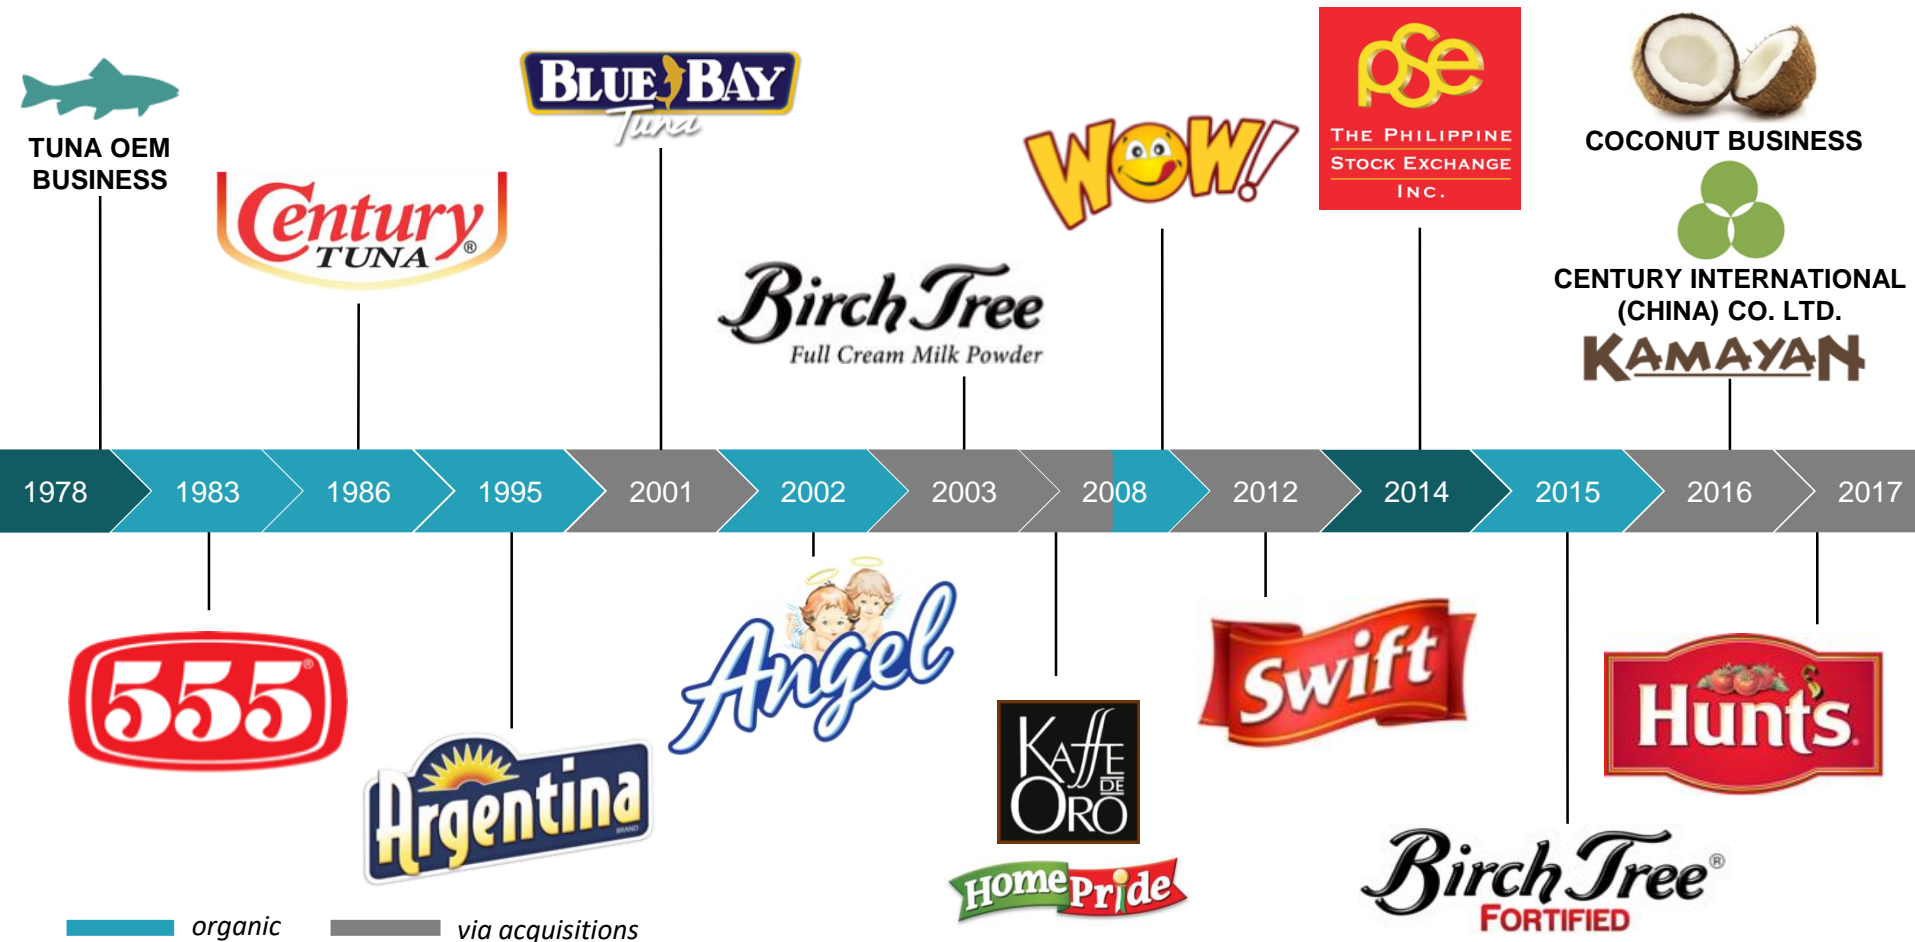 TUNA OEM
BUSINESS
Century
TUNA
®
BLUE BAY
Tuna
Birch Tree
Full Cream Milk Powder
WOW!
pse
THE PHILIPPINE
STOCK EXCHANGE
INC.
COCONUT BUSINESS
CENTURY INTERNATIONAL
(CHINA) CO. LTD.
KAMAYAN
1978
1983
1986
1995
2001
2002
2003
2008
2012
2014
2015
2016
2017
555®
Argentina
BRAND
Angel
KAFFE
DE
ORO
Home Pride
Swift
Birch Tree®
FORTIFIED
Hunt's
organic
via acquisitions